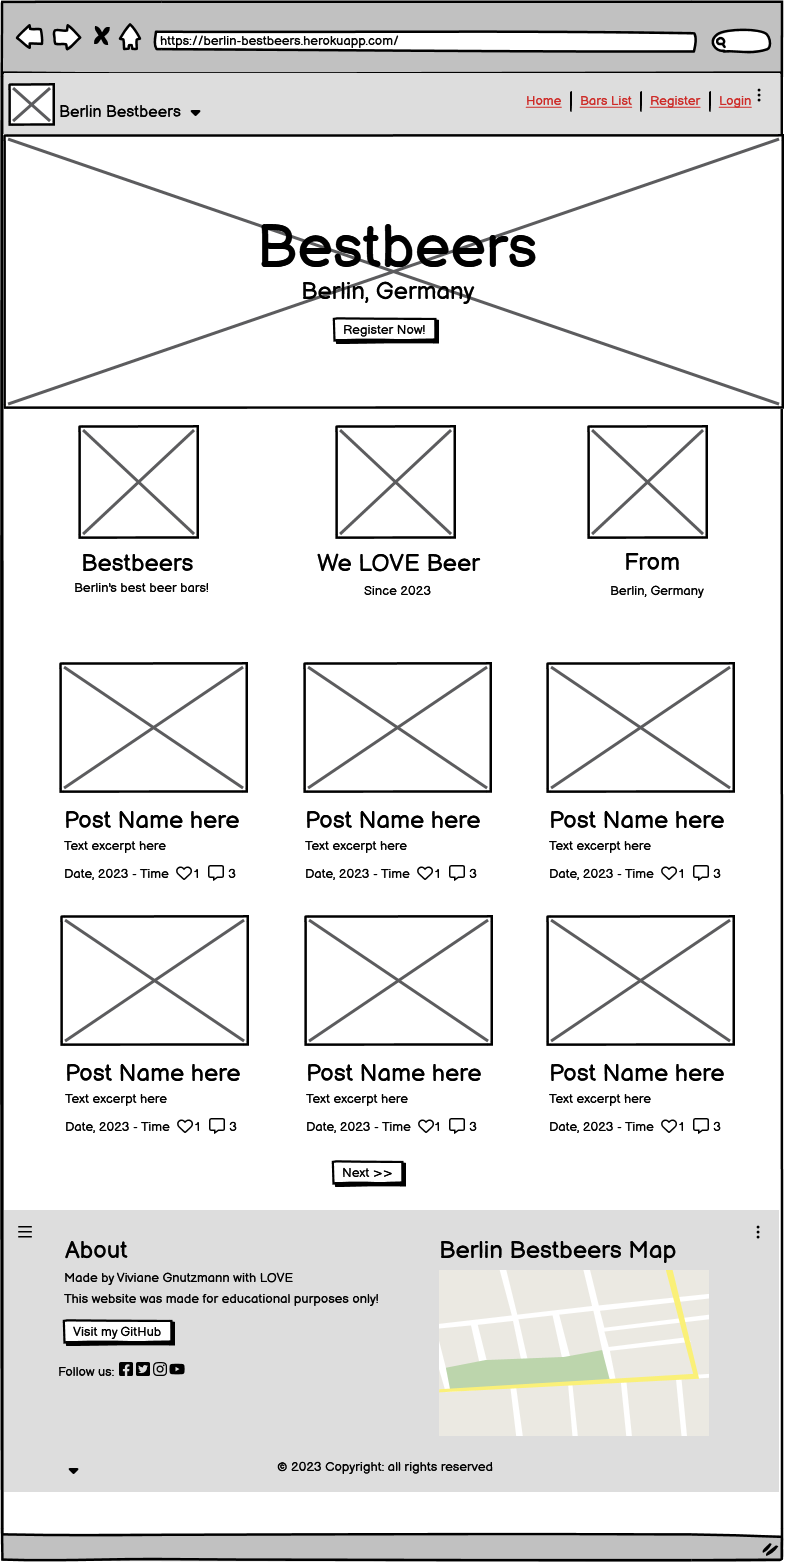 https://berlin-bestbeers.herokuapp.com/
Berlin Bestbeers
Home | Bars List | Register | Login
Bestbeers
Berlin, Germany
Register Now!
Bestbeers
Berlin's best beer bars!
We LOVE Beer
Since 2023
From
Berlin, Germany
Post Name here
Text excerpt here
Date, 2023 - Time 1 3
Post Name here
Text excerpt here
Date, 2023 - Time 1 3
Post Name here
Text excerpt here
Date, 2023 - Time 1 3
Post Name here
Text excerpt here
Date, 2023 - Time 1 3
Post Name here
Text excerpt here
Date, 2023 - Time 1 3
Post Name here
Text excerpt here
Date, 2023 - Time 1 3
Next >>
About
Made by Viviane Gnutzmann with LOVE
This website was made for educational purposes only!
Visit my GitHub
Follow us:
Berlin Bestbeers Map
© 2023 Copyright: all rights reserved